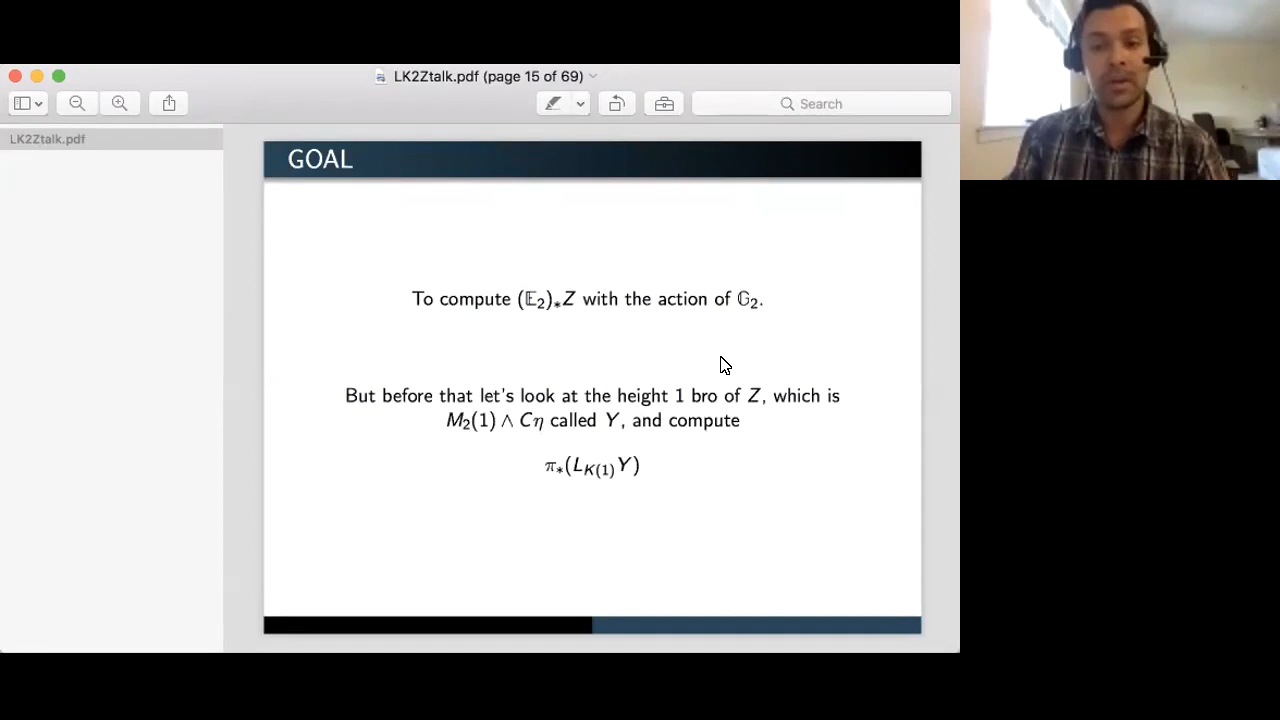 LK2Ztalk.pdf (page 15 of 69)
Search
LK2Ztalk.pdf
GOAL
To compute (𝔼₂)∗Z with the action of 𝔾₂.
But before that let's look at the height 1 bro of Z, which is
M₂(1) ∧ Cη called Y, and compute
π∗(L_{K(1)}Y)